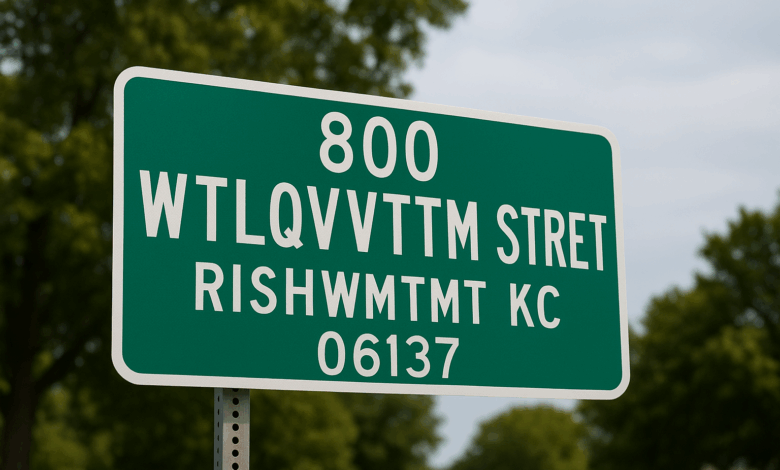 800
WTLQVVTTM STRET
RISHWMTMT KC
06137